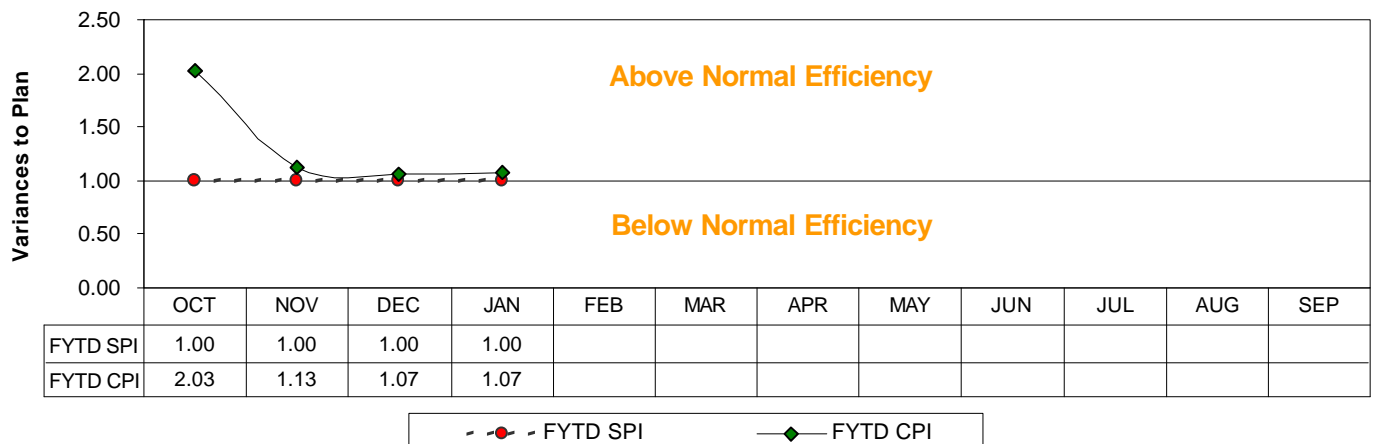 Variances to Plan
2.50
2.00
1.50
1.00
0.50
0.00
Above Normal Efficiency
Below Normal Efficiency
OCT NOV DEC JAN FEB MAR APR MAY JUN JUL AUG SEP
FYTD SPI 1.00 1.00 1.00 1.00
FYTD CPI 2.03 1.13 1.07 1.07
FYTD SPI FYTD CPI